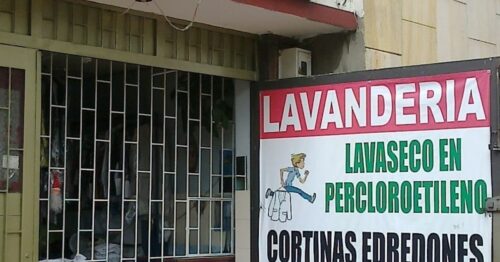 LAVANDERIA
LAVASECO EN
PERCLOROETILENO
CORTINAS EDREDONES